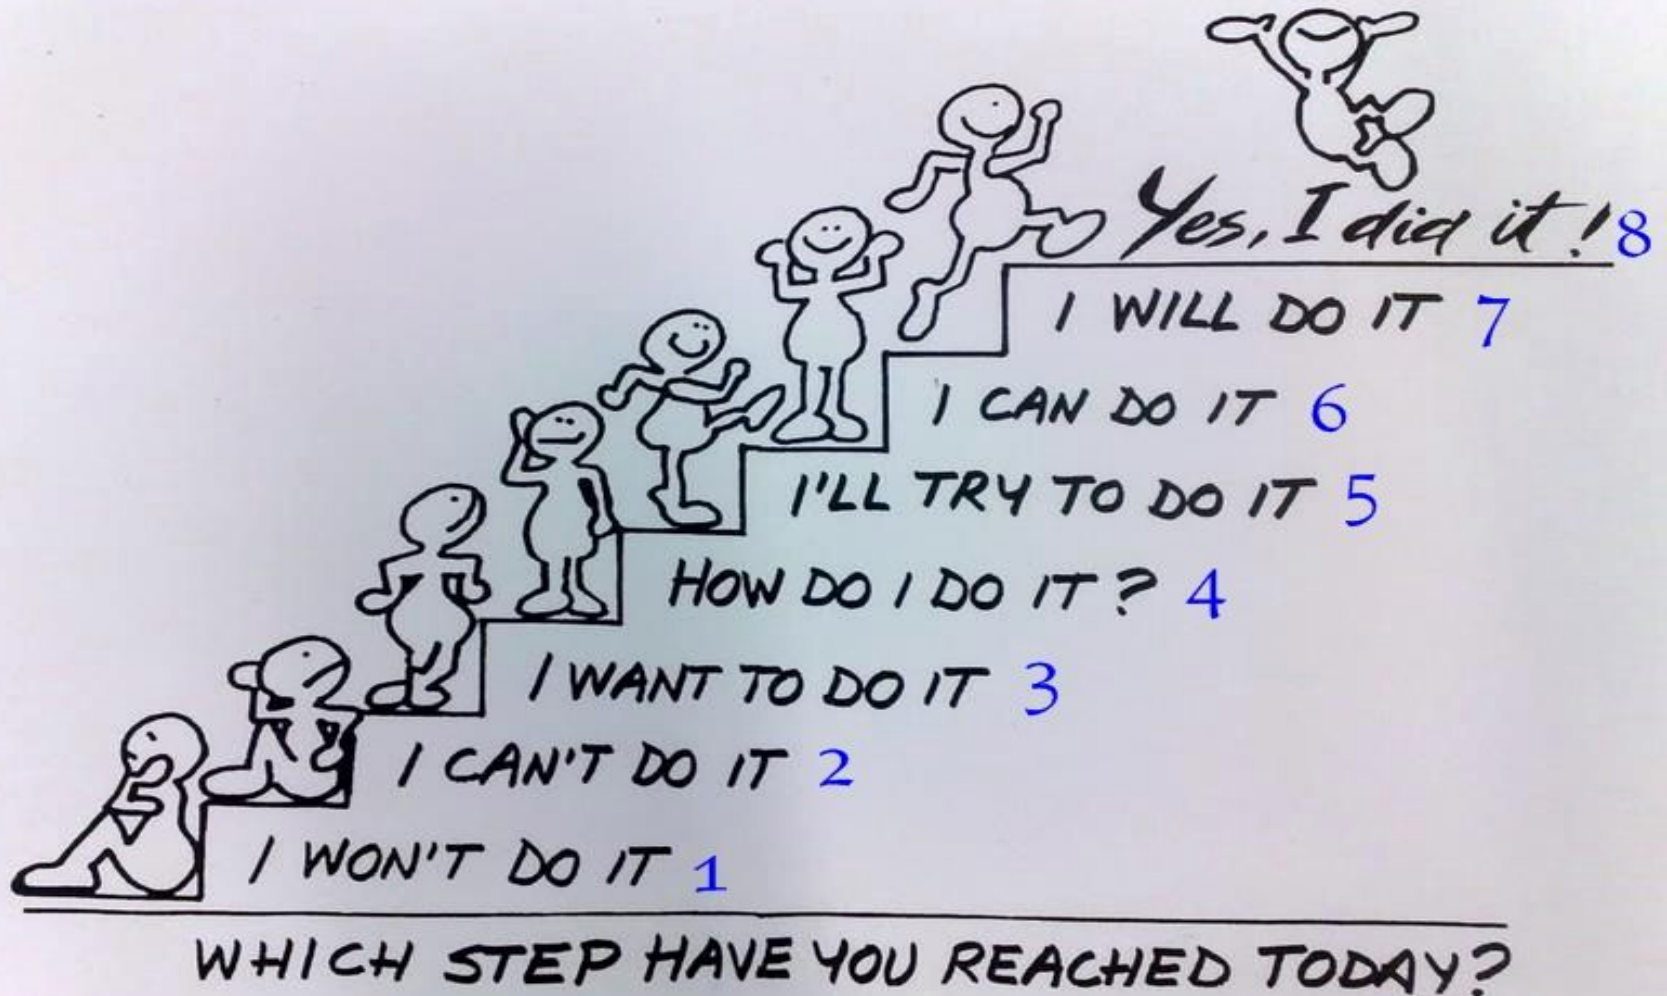 Yes, I did it! 8
I WILL DO IT 7
I CAN DO IT 6
I'LL TRY TO DO IT 5
HOW DO I DO IT? 4
I WANT TO DO IT 3
I CAN'T DO IT 2
I WON'T DO IT 1
WHICH STEP HAVE YOU REACHED TODAY?